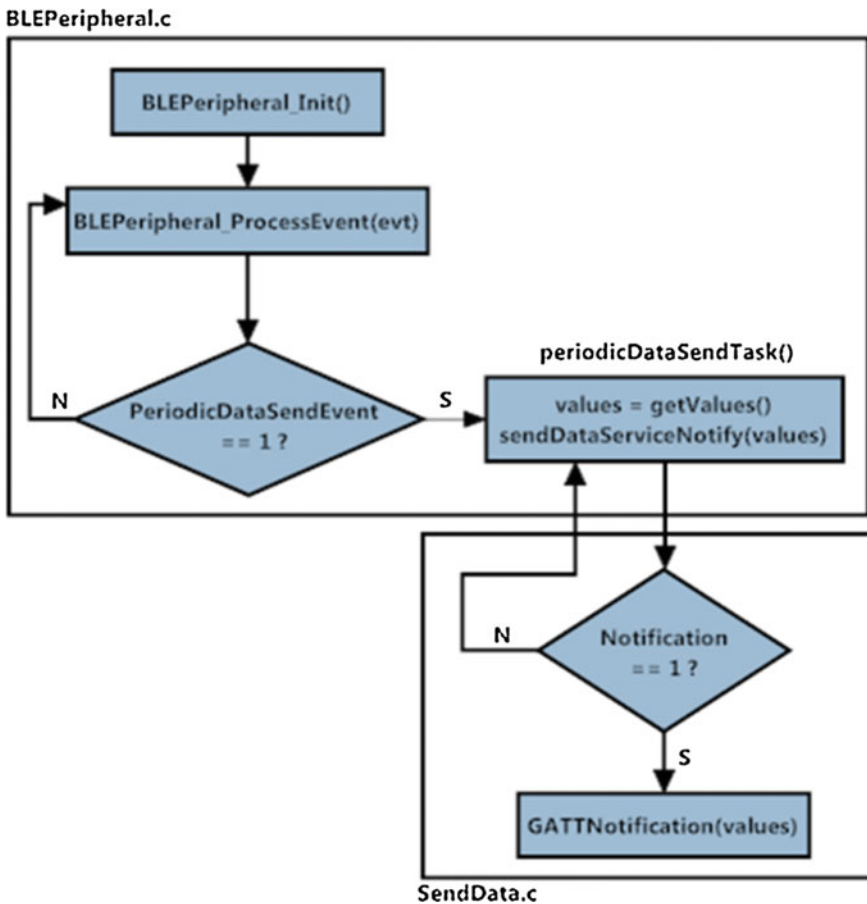 BLEPeripheral.c
BLEPeripheral_Init()
BLEPeripheral_ProcessEvent(evt)
periodicDataSendTask()
N
PeriodicDataSendEvent
== 1 ?
S
values = getValues()
sendDataServiceNotify(values)
N
Notification
== 1 ?
S
GATTNotification(values)
SendData.c